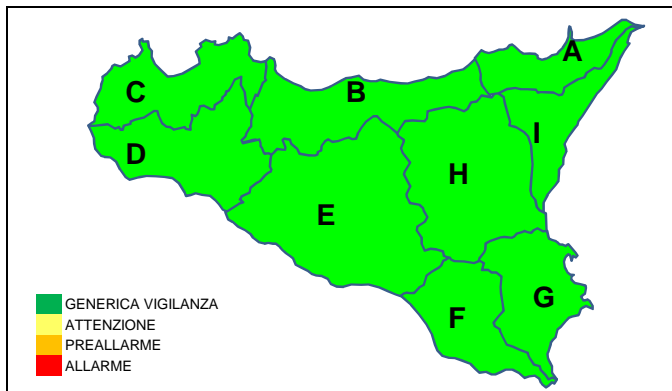 A
B
C
I
D
H
E
G
F
GENERICA VIGILANZA
ATTENZIONE
PREALLARME
ALLARME